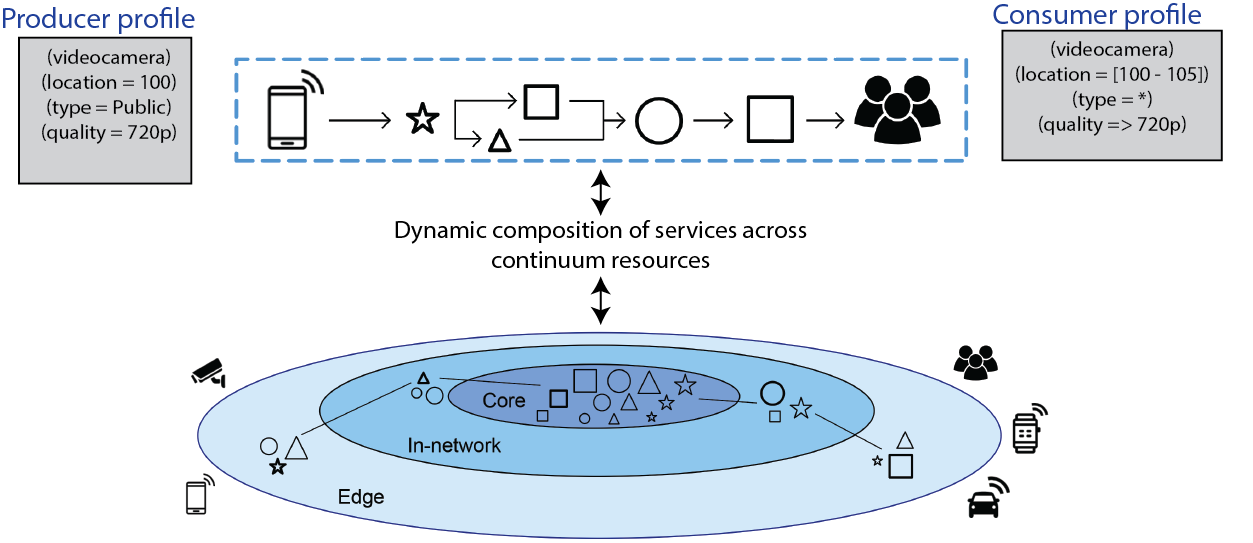 Producer profile
(videocamera)
(location = 100)
(type = Public)
(quality = 720p)
Consumer profile
(videocamera)
(location = [100 - 105])
(type = *)
(quality => 720p)
Dynamic composition of services across
continuum resources
Core
In-network
Edge